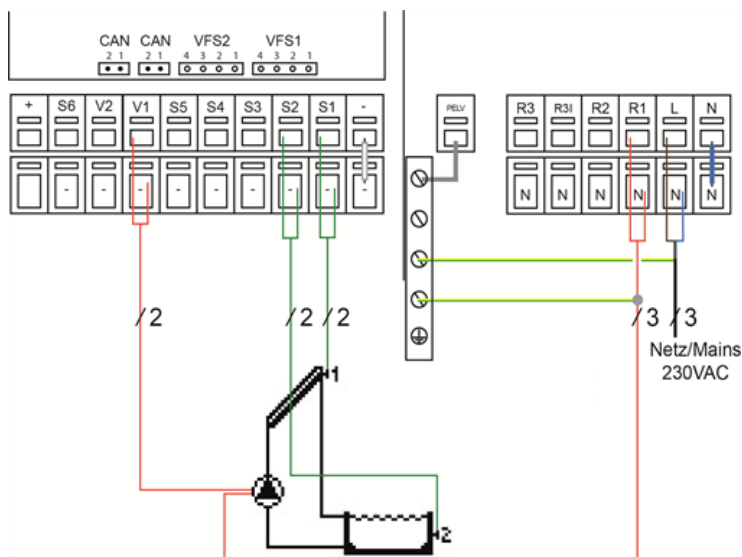 CAN CAN VFS2 VFS1
2 1 2 1 4 3 2 1 4 3 2 1
+ S6 V2 V1 S5 S4 S3 S2 S1 - PELV R3 R3I R2 R1 L N
- - - - - - - - - N N N N N N
/2 /2 /2 /3 /3
Netz/Mains
230VAC
1
2